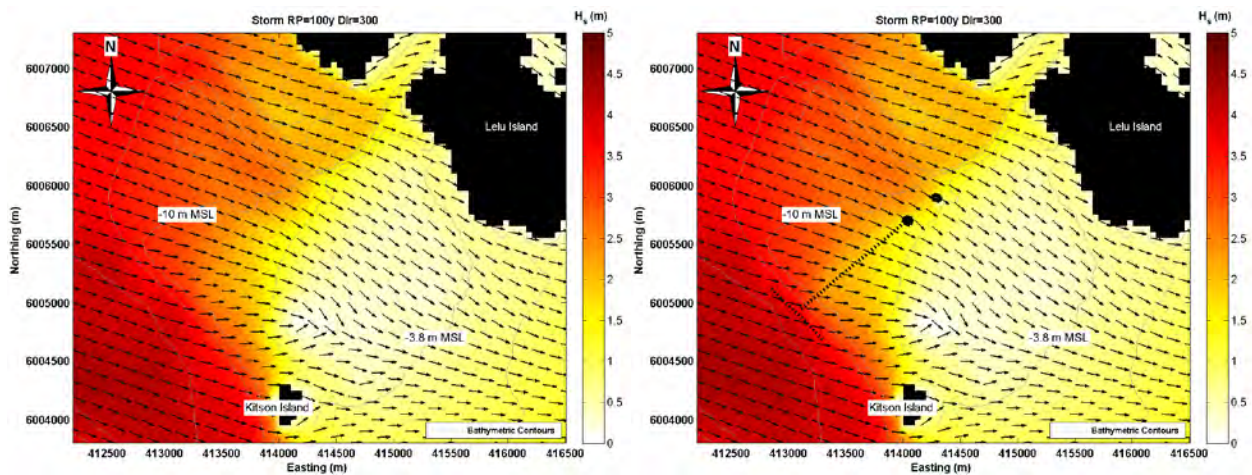 Storm RP=100y Dir=300
H_s (m)
N
6007000
6006500
6006000
6005500
6005000
6004500
6004000
Northing (m)
-10 m MSL
Lelu Island
-3.8 m MSL
Kitson Island
Bathymetric Contours
412500 413000 413500 414000 414500 415000 415500 416000 416500
Easting (m)
5
4.5
4
3.5
3
2.5
2
1.5
1
0.5
0
Storm RP=100y Dir=300
H_s (m)
N
6007000
6006500
6006000
6005500
6005000
6004500
6004000
Northing (m)
-10 m MSL
Lelu Island
-3.8 m MSL
Kitson Island
Bathymetric Contours
412500 413000 413500 414000 414500 415000 415500 416000 416500
Easting (m)
5
4.5
4
3.5
3
2.5
2
1.5
1
0.5
0